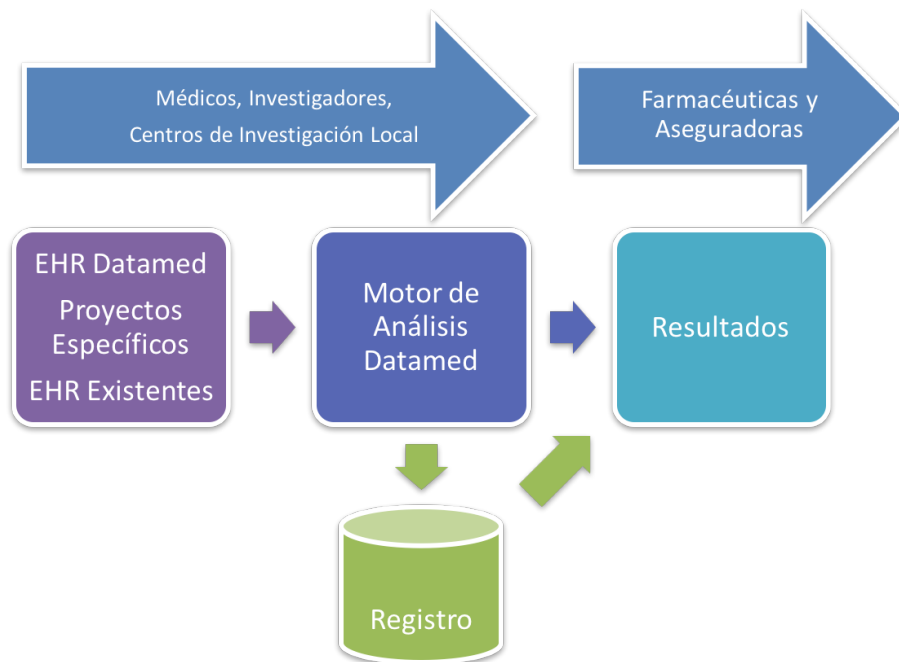 Médicos, Investigadores,
Centros de Investigación Local
Farmacéuticas y
Aseguradoras
EHR Datamed
Proyectos
Específicos
EHR Existentes
Motor de
Análisis
Datamed
Resultados
Registro